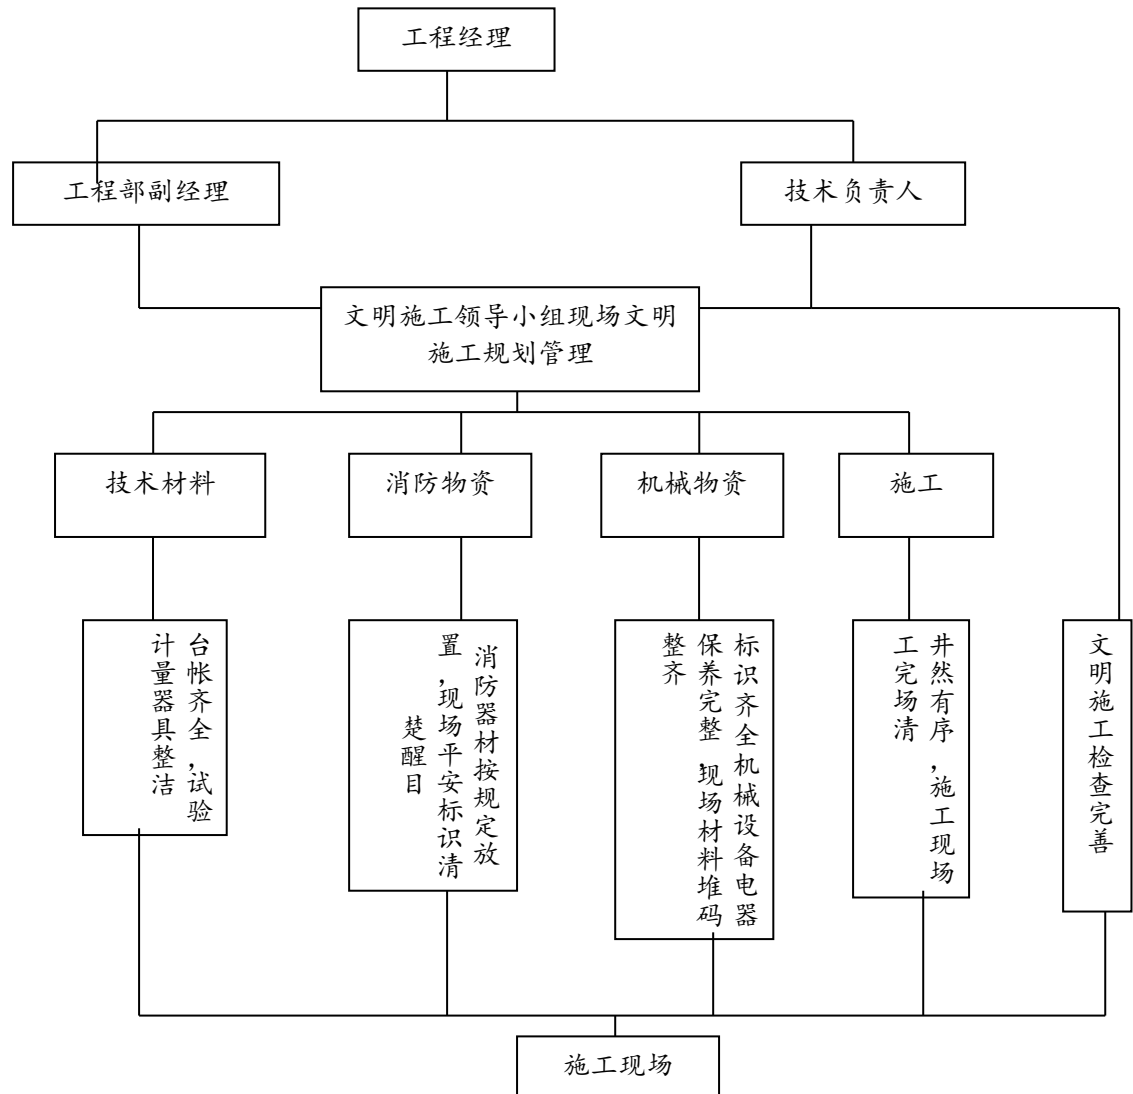 工程经理
工程部副经理
技术负责人
文明施工领导小组现场文明
施工规划管理
技术材料
消防物资
机械物资
施工
台帐齐全，试验
计量器具整洁
消防器材按规定放
置，现场平安标识清
楚醒目
标识齐全机械设备电器
保养完整，现场材料堆码
整齐
井然有序，施工现场
工完场清
文明施工检查完善
施工现场